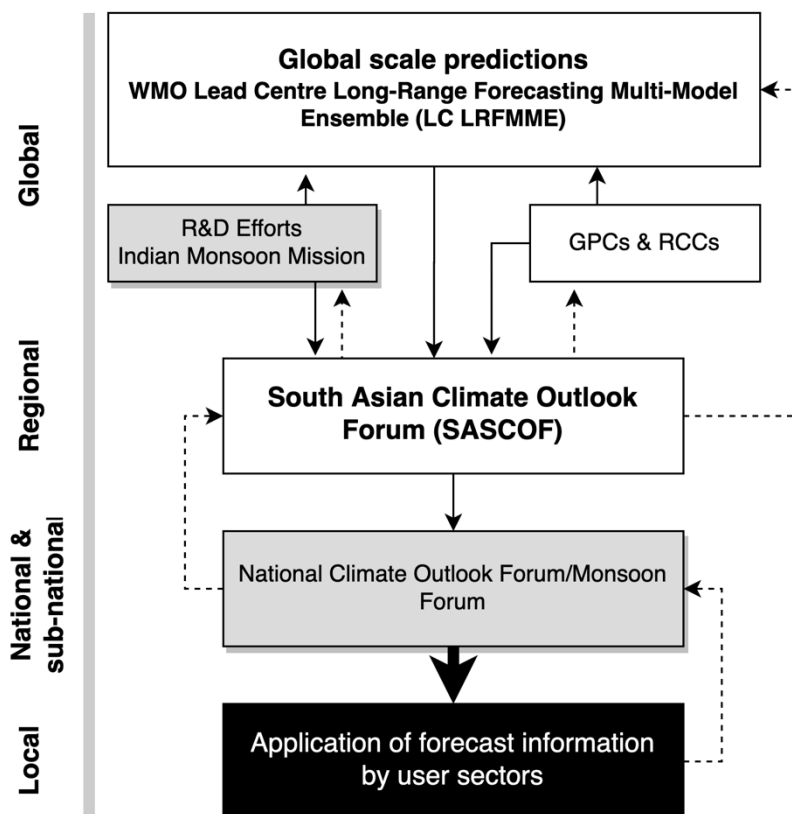 Global scale predictions
WMO Lead Centre Long-Range Forecasting Multi-Model
Ensemble (LC LRFMME)
Global
R&D Efforts
Indian Monsoon Mission
GPCs & RCCs
Regional
South Asian Climate Outlook
Forum (SASCOF)
National &
sub-national
National Climate Outlook Forum/Monsoon
Forum
Local
Application of forecast information
by user sectors